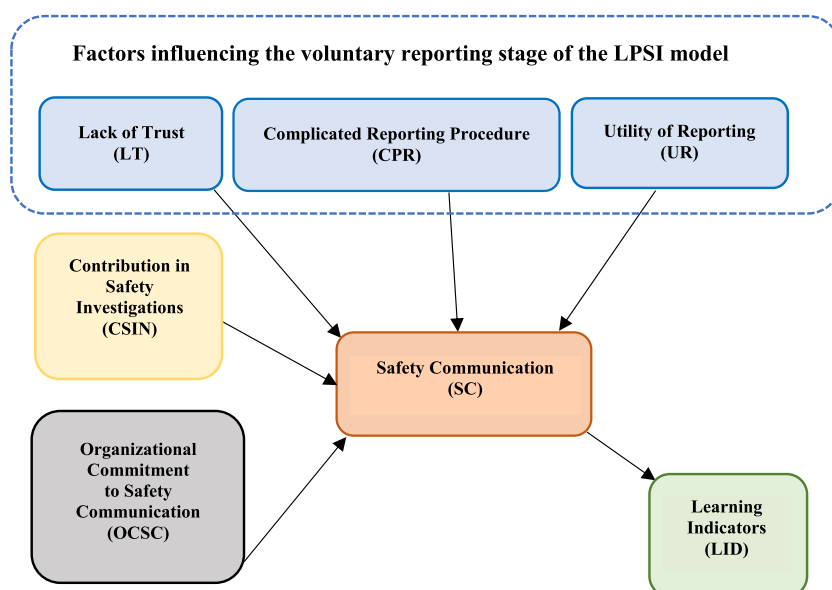 Factors influencing the voluntary reporting stage of the LPSI model
Lack of Trust
(LT)
Complicated Reporting Procedure
(CPR)
Utility of Reporting
(UR)
Contribution in
Safety
Investigations
(CSIN)
Safety Communication
(SC)
Organizational
Commitment
to Safety
Communication
(OCSC)
Learning
Indicators
(LID)